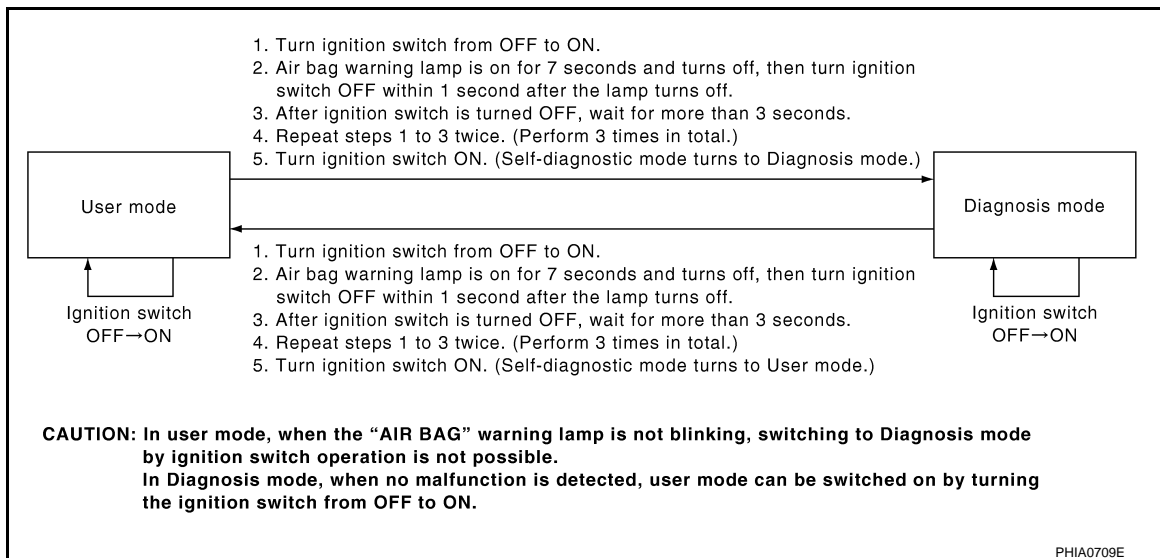 1. Turn ignition switch from OFF to ON.
2. Air bag warning lamp is on for 7 seconds and turns off, then turn ignition
switch OFF within 1 second after the lamp turns off.
3. After ignition switch is turned OFF, wait for more than 3 seconds.
4. Repeat steps 1 to 3 twice. (Perform 3 times in total.)
5. Turn ignition switch ON. (Self-diagnostic mode turns to Diagnosis mode.)
User mode
Diagnosis mode
1. Turn ignition switch from OFF to ON.
2. Air bag warning lamp is on for 7 seconds and turns off, then turn ignition
switch OFF within 1 second after the lamp turns off.
3. After ignition switch is turned OFF, wait for more than 3 seconds.
4. Repeat steps 1 to 3 twice. (Perform 3 times in total.)
5. Turn ignition switch ON. (Self-diagnostic mode turns to User mode.)
Ignition switch
OFF→ON
Ignition switch
OFF→ON
CAUTION: In user mode, when the “AIR BAG” warning lamp is not blinking, switching to Diagnosis mode
by ignition switch operation is not possible.
In Diagnosis mode, when no malfunction is detected, user mode can be switched on by turning
the ignition switch from OFF to ON.
PHIA0709E